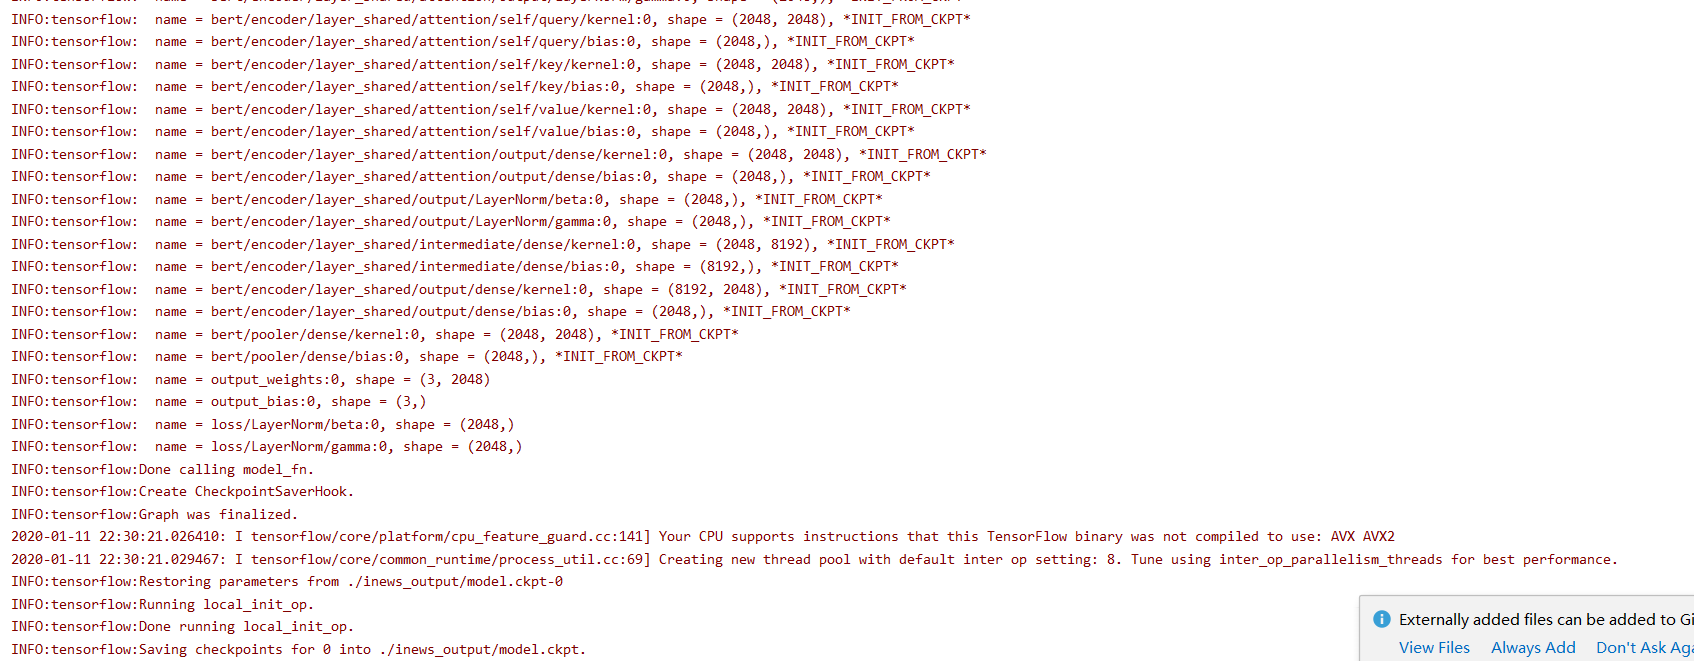 INFO:tensorflow:  name = bert/encoder/layer_shared/attention/output/LayerNorm/gamma:0, shape = (2048,), *INIT_FROM_CKPT*
INFO:tensorflow:  name = bert/encoder/layer_shared/attention/self/query/kernel:0, shape = (2048, 2048), *INIT_FROM_CKPT*
INFO:tensorflow:  name = bert/encoder/layer_shared/attention/self/query/bias:0, shape = (2048,), *INIT_FROM_CKPT*
INFO:tensorflow:  name = bert/encoder/layer_shared/attention/self/key/kernel:0, shape = (2048, 2048), *INIT_FROM_CKPT*
INFO:tensorflow:  name = bert/encoder/layer_shared/attention/self/key/bias:0, shape = (2048,), *INIT_FROM_CKPT*
INFO:tensorflow:  name = bert/encoder/layer_shared/attention/self/value/kernel:0, shape = (2048, 2048), *INIT_FROM_CKPT*
INFO:tensorflow:  name = bert/encoder/layer_shared/attention/self/value/bias:0, shape = (2048,), *INIT_FROM_CKPT*
INFO:tensorflow:  name = bert/encoder/layer_shared/attention/output/dense/kernel:0, shape = (2048, 2048), *INIT_FROM_CKPT*
INFO:tensorflow:  name = bert/encoder/layer_shared/attention/output/dense/bias:0, shape = (2048,), *INIT_FROM_CKPT*
INFO:tensorflow:  name = bert/encoder/layer_shared/output/LayerNorm/beta:0, shape = (2048,), *INIT_FROM_CKPT*
INFO:tensorflow:  name = bert/encoder/layer_shared/output/LayerNorm/gamma:0, shape = (2048,), *INIT_FROM_CKPT*
INFO:tensorflow:  name = bert/encoder/layer_shared/intermediate/dense/kernel:0, shape = (2048, 8192), *INIT_FROM_CKPT*
INFO:tensorflow:  name = bert/encoder/layer_shared/intermediate/dense/bias:0, shape = (8192,), *INIT_FROM_CKPT*
INFO:tensorflow:  name = bert/encoder/layer_shared/output/dense/kernel:0, shape = (8192, 2048), *INIT_FROM_CKPT*
INFO:tensorflow:  name = bert/encoder/layer_shared/output/dense/bias:0, shape = (2048,), *INIT_FROM_CKPT*
INFO:tensorflow:  name = bert/pooler/dense/kernel:0, shape = (2048, 2048), *INIT_FROM_CKPT*
INFO:tensorflow:  name = bert/pooler/dense/bias:0, shape = (2048,), *INIT_FROM_CKPT*
INFO:tensorflow:  name = output_weights:0, shape = (3, 2048)
INFO:tensorflow:  name = output_bias:0, shape = (3,)
INFO:tensorflow:  name = loss/LayerNorm/beta:0, shape = (2048,)
INFO:tensorflow:  name = loss/LayerNorm/gamma:0, shape = (2048,)
INFO:tensorflow:Done calling model_fn.
INFO:tensorflow:Create CheckpointSaverHook.
INFO:tensorflow:Graph was finalized.
2020-01-11 22:30:21.026410: I tensorflow/core/platform/cpu_feature_guard.cc:141] Your CPU supports instructions that this TensorFlow binary was not compiled to use: AVX AVX2
2020-01-11 22:30:21.029467: I tensorflow/core/common_runtime/process_util.cc:69] Creating new thread pool with default inter op setting: 8. Tune using inter_op_parallelism_threads for best performance.
INFO:tensorflow:Restoring parameters from ./inews_output/model.ckpt-0
INFO:tensorflow:Running local_init_op.
INFO:tensorflow:Done running local_init_op.
INFO:tensorflow:Saving checkpoints for 0 into ./inews_output/model.ckpt.
Externally added files can be added to Gi
View Files Always Add Don't Ask Aga